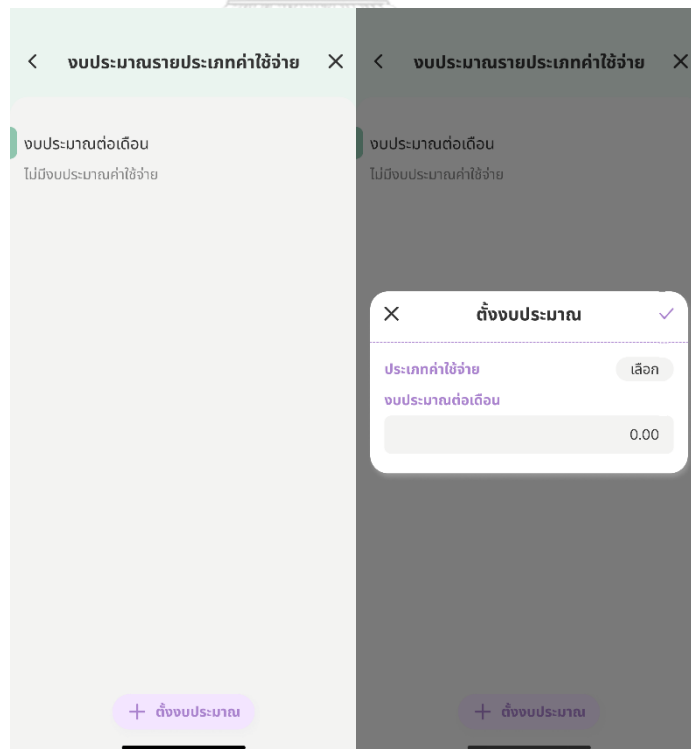 งบประมาณรายประเภทค่าใช้จ่าย
งบประมาณต่อเดือน
ไม่มีงบประมาณค่าใช้จ่าย
+ ตั้งงบประมาณ
งบประมาณรายประเภทค่าใช้จ่าย
งบประมาณต่อเดือน
ไม่มีงบประมาณค่าใช้จ่าย
ตั้งงบประมาณ
ประเภทค่าใช้จ่าย เลือก
งบประมาณต่อเดือน
0.00
+ ตั้งงบประมาณ